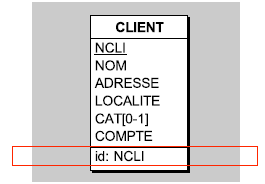 CLIENT
NCLI
NOM
ADRESSE
LOCALITE
CAT[0-1]
COMPTE
id: NCLI